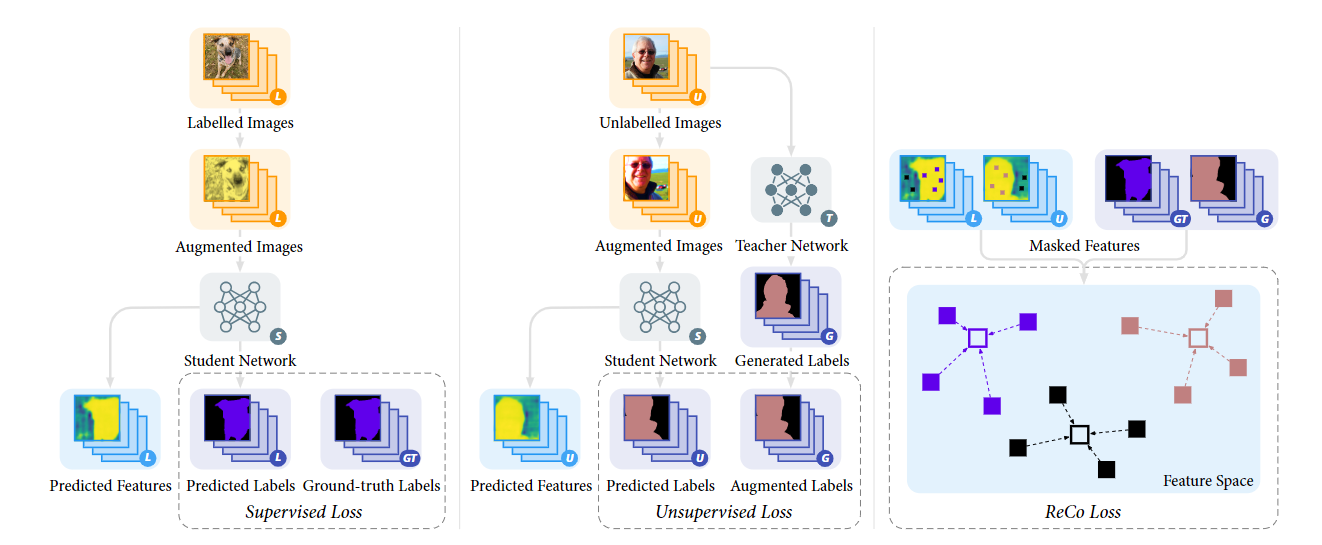 L
Labelled Images
L
Augmented Images
S
Student Network
L
Predicted Features
L
Predicted Labels
GT
Ground-truth Labels
Supervised Loss
U
Unlabelled Images
U
Augmented Images
T
Teacher Network
S
Student Network
G
Generated Labels
U
Predicted Features
U
Predicted Labels
G
Augmented Labels
Unsupervised Loss
L
U
GT
G
Masked Features
Feature Space
ReCo Loss